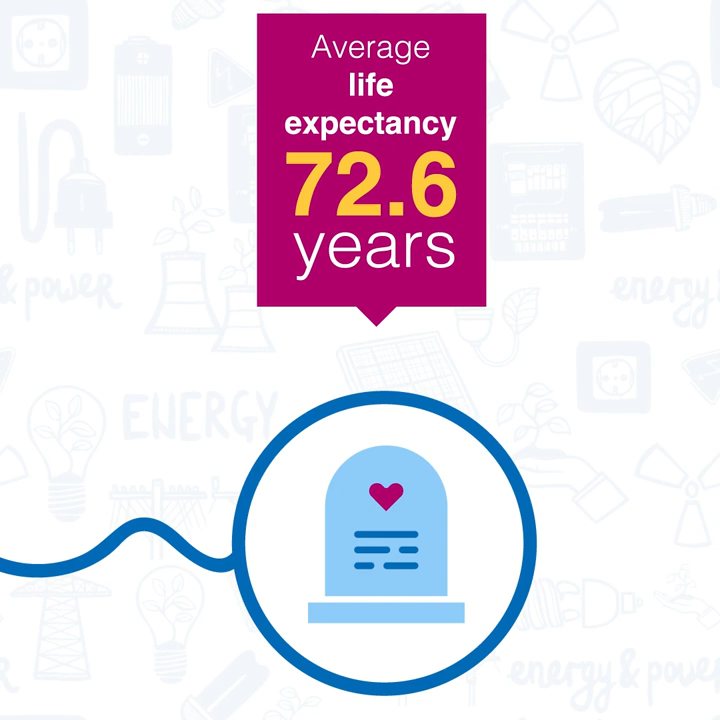 Average
life
expectancy
72.6
years
& power
energy &
ENERGY
energy & power